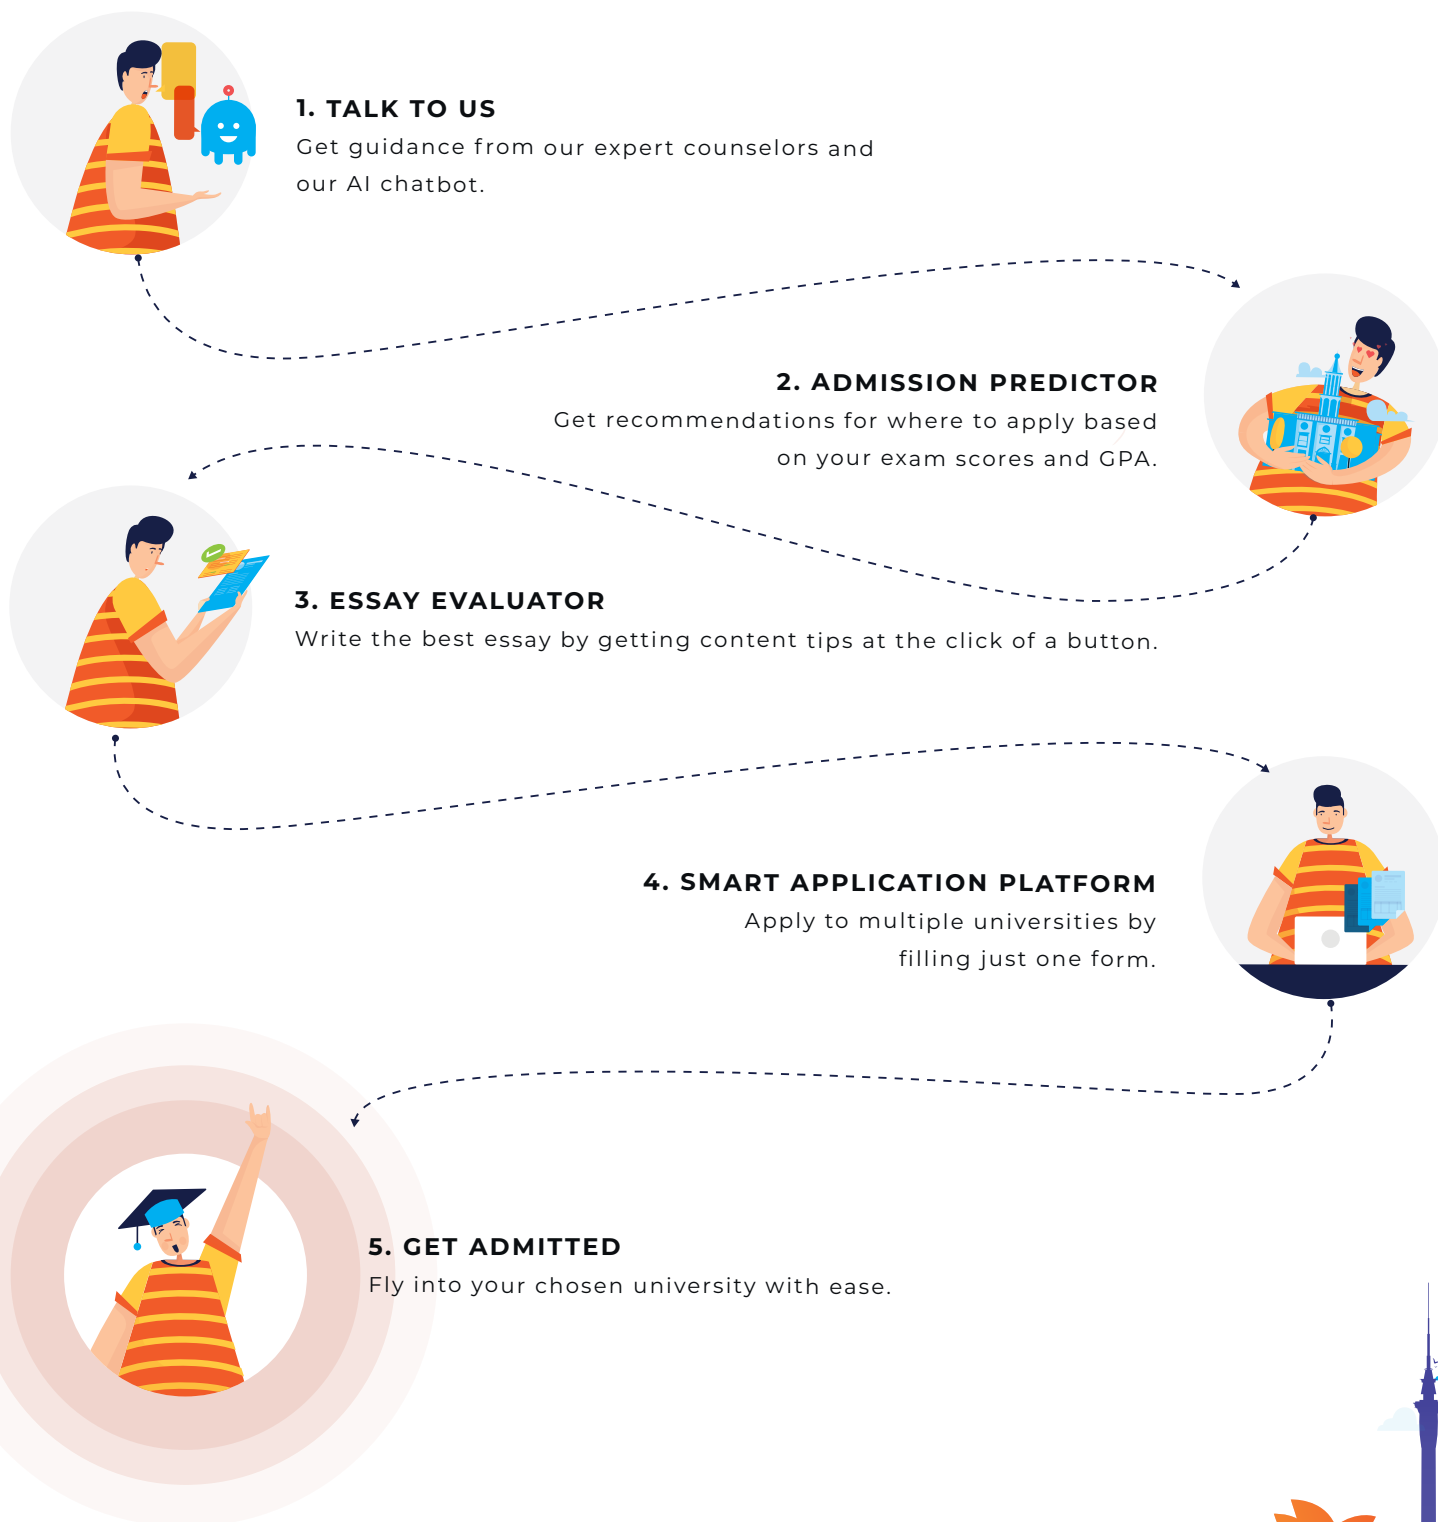 1. TALK TO US
Get guidance from our expert counselors and
our AI chatbot.
2. ADMISSION PREDICTOR
Get recommendations for where to apply based
on your exam scores and GPA.
3. ESSAY EVALUATOR
Write the best essay by getting content tips at the click of a button.
4. SMART APPLICATION PLATFORM
Apply to multiple universities by
filling just one form.
5. GET ADMITTED
Fly into your chosen university with ease.